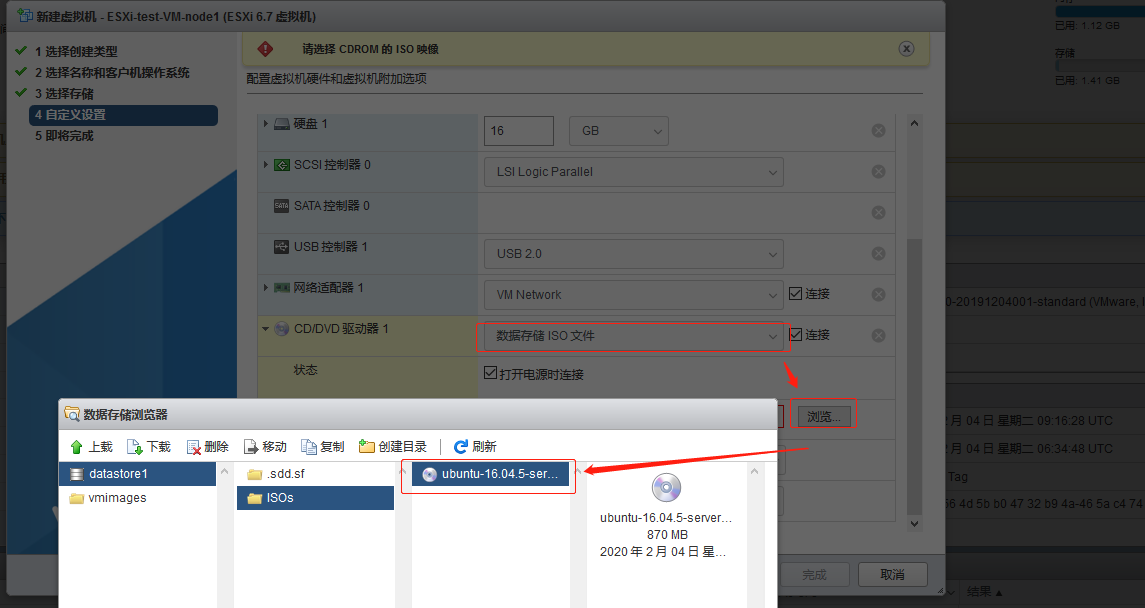 新建虚拟机 - ESXi-test-VM-node1 (ESXi 6.7 虚拟机)
已用: 1.12 GB
存储
已用: 1.41 GB
1 选择创建类型
2 选择名称和客户机操作系统
3 选择存储
4 自定义设置
5 即将完成
请选择 CDROM 的 ISO 映像
配置虚拟机硬件和虚拟机附加选项
硬盘 1
16
GB
SCSI 控制器 0
LSI Logic Parallel
SATA
SATA 控制器 0
USB 控制器 1
USB 2.0
网络适配器 1
VM Network
连接
0-20191204001-standard (VMware,
CD/DVD 驱动器 1
数据存储 ISO 文件
连接
状态
打开电源时连接
浏览...
月 04 日 星期二 09:16:28 UTC
月 04 日 星期二 06:34:48 UTC
Tag
56 4d 5b b0 47 32 b9 4a-46 5a c4 74
数据存储浏览器
上载
下载
删除
移动
复制
创建目录
刷新
datastore1
vmimages
.sdd.sf
ISOs
ubuntu-16.04.5-ser...
ubuntu-16.04.5-server...
870 MB
2020 年 2 月 04 日 星...
完成
取消
结果